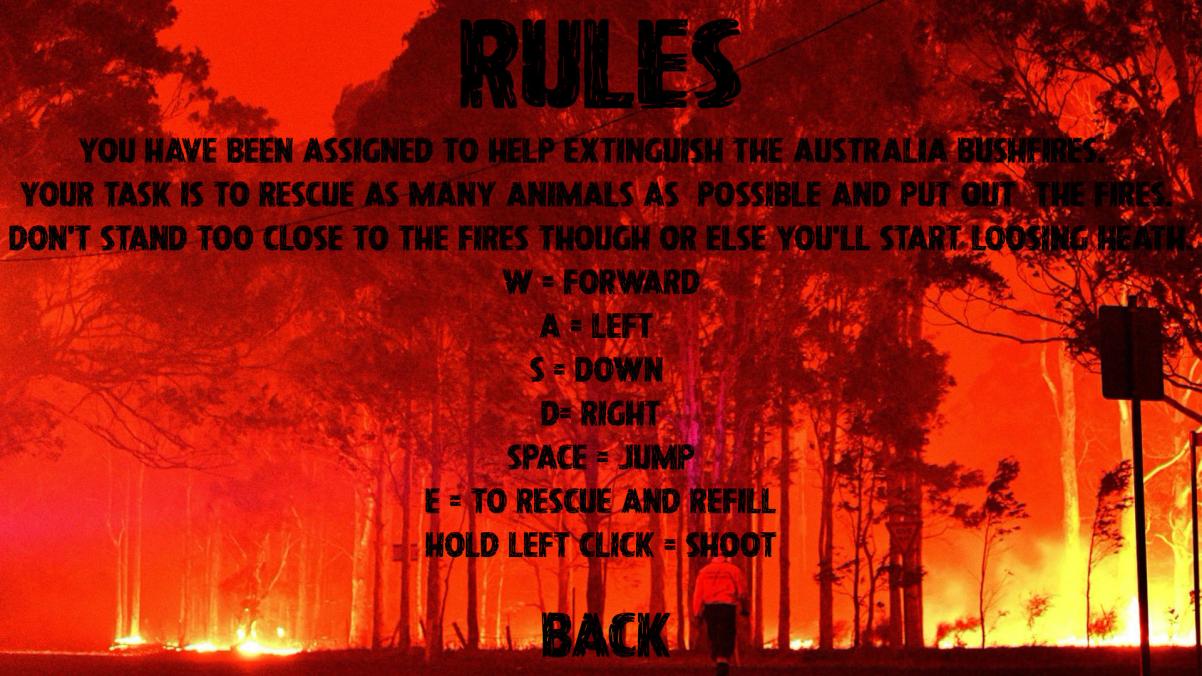 RULES
YOU HAVE BEEN ASSIGNED TO HELP EXTINGUISH THE AUSTRALIA BUSHFIRES.
YOUR TASK IS TO RESCUE AS MANY ANIMALS AS POSSIBLE AND PUT OUT THE FIRES.
DON'T STAND TOO CLOSE TO THE FIRES THOUGH OR ELSE YOU'LL START LOOSING HEATH.
W = FORWARD
A = LEFT
S = DOWN
D= RIGHT
SPACE = JUMP
E = TO RESCUE AND REFILL
HOLD LEFT CLICK = SHOOT
BACK